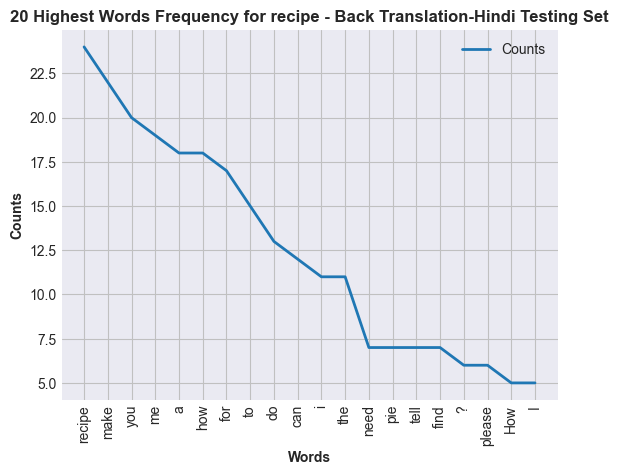 20 Highest Words Frequency for recipe - Back Translation-Hindi Testing Set
Counts
Counts
22.5
20.0
17.5
15.0
12.5
10.0
7.5
5.0
recipe
make
you
me
a
how
for
to
do
can
i
the
need
pie
tell
find
?
please
How
I
Words